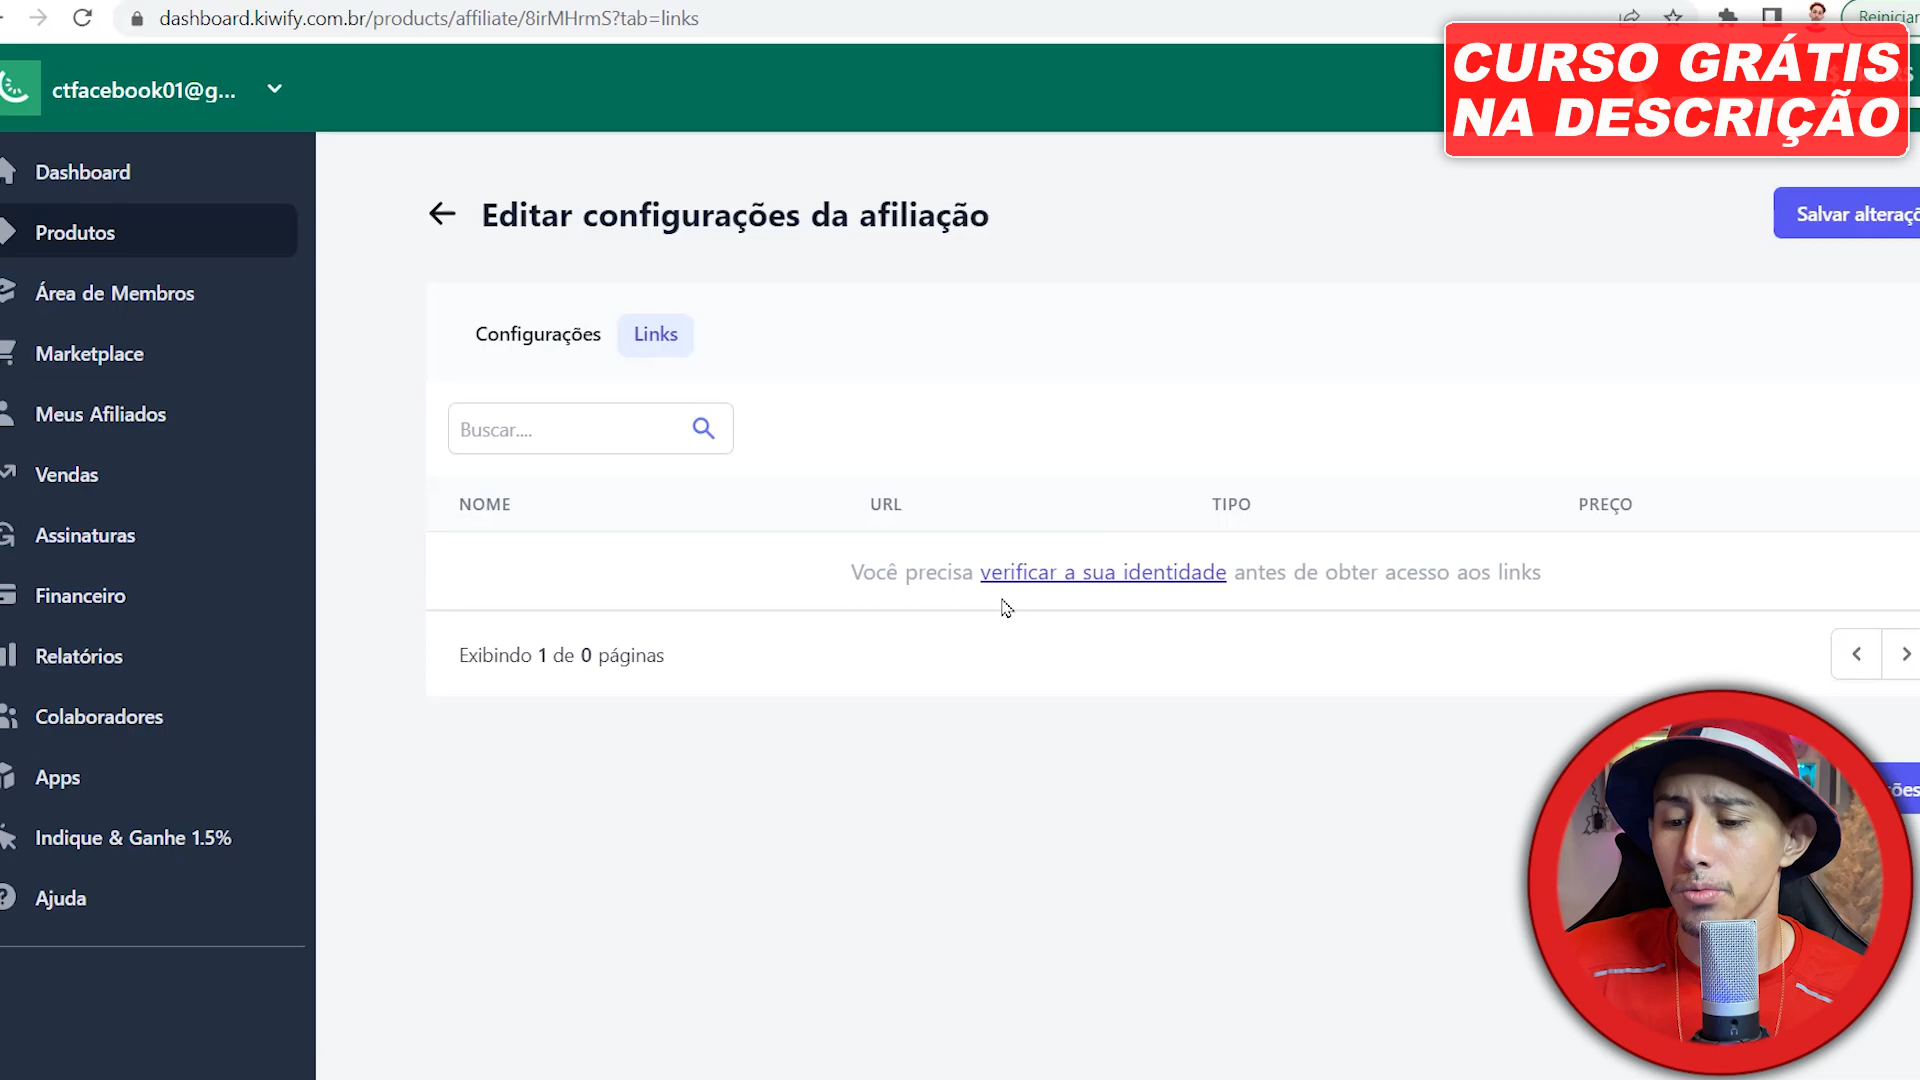 dashboard.kiwify.com.br/products/affiliate/8irMHrmS?tab=links
Reiniciar
CURSO GRÁTIS
NA DESCRIÇÃO
ctfacebook01@g...
Dashboard
Produtos
Área de Membros
Marketplace
Meus Afiliados
Vendas
Assinaturas
Financeiro
Relatórios
Colaboradores
Apps
Indique & Ganhe 1.5%
Ajuda
Editar configurações da afiliação
Salvar alteraçõ
Configurações
Links
Buscar....
NOME URL TIPO PREÇO
Você precisa verificar a sua identidade antes de obter acesso aos links
Exibindo 1 de 0 páginas
ões